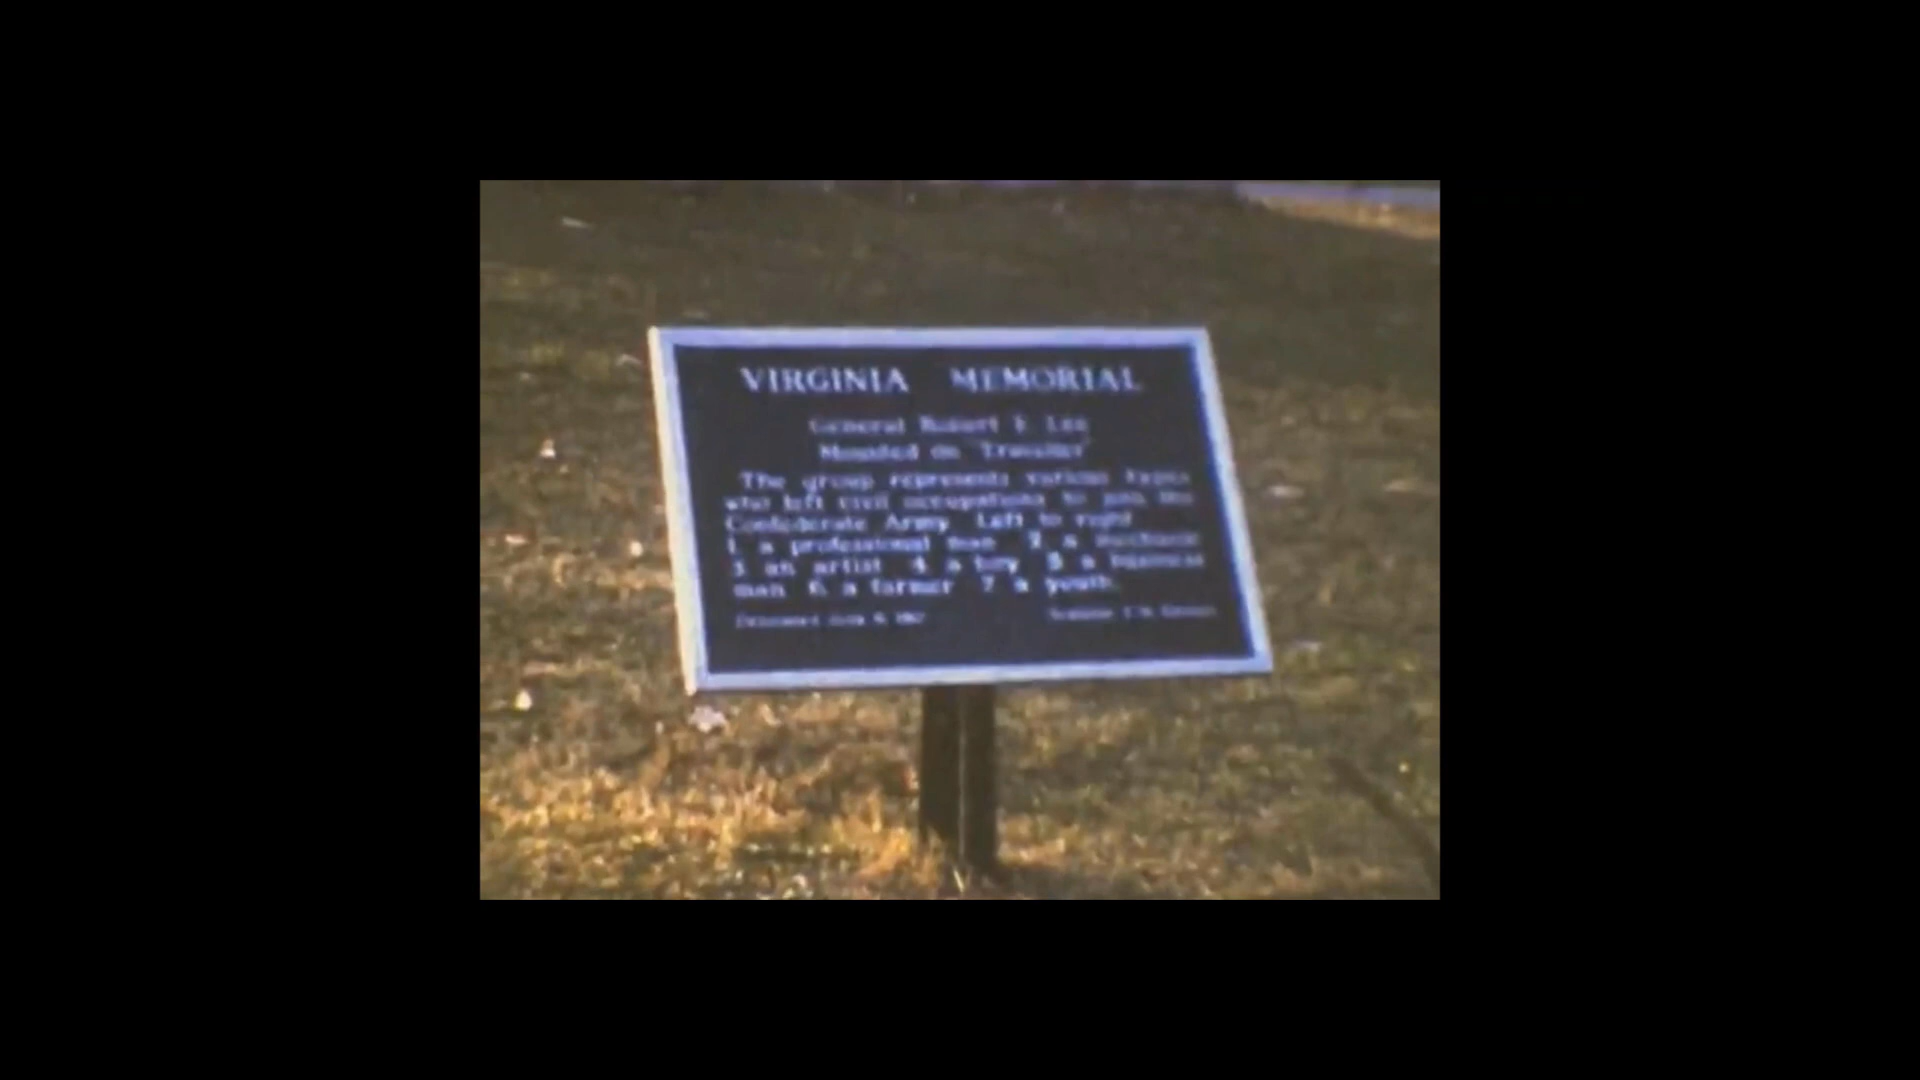 VIRGINIA MEMORIAL
General Robert E. Lee
Mounted on "Traveller"
The group represents various types
who left civil occupations to join the
Confederate Army Left to right
1 a professional man 2 a mechanic
3 an artist 4 a boy 5 a business
man 6 a farmer 7 a youth.